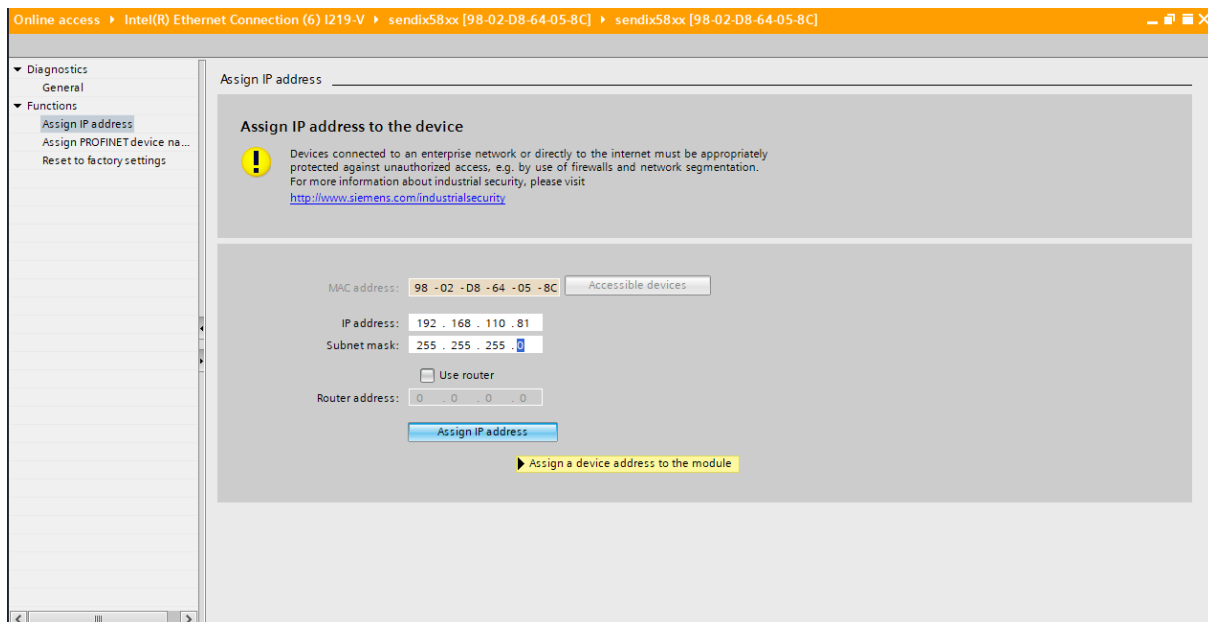 Online access ▸ Intel(R) Ethernet Connection (6) I219-V ▸ sendix58xx [98-02-D8-64-05-8C] ▸ sendix58xx [98-02-D8-64-05-8C]
Diagnostics
General
Functions
Assign IP address
Assign PROFINET device na...
Reset to factory settings
Assign IP address
Assign IP address to the device
Devices connected to an enterprise network or directly to the internet must be appropriately
protected against unauthorized access, e.g. by use of firewalls and network segmentation.
For more information about industrial security, please visit
http://www.siemens.com/industrialsecurity
MAC address: 98 -02 -D8 -64 -05 -8C Accessible devices
IP address: 192 . 168 . 110 .81
Subnet mask: 255 . 255 . 255 .0
Use router
Router address: 0 .0 .0 .0
Assign IP address
Assign a device address to the module